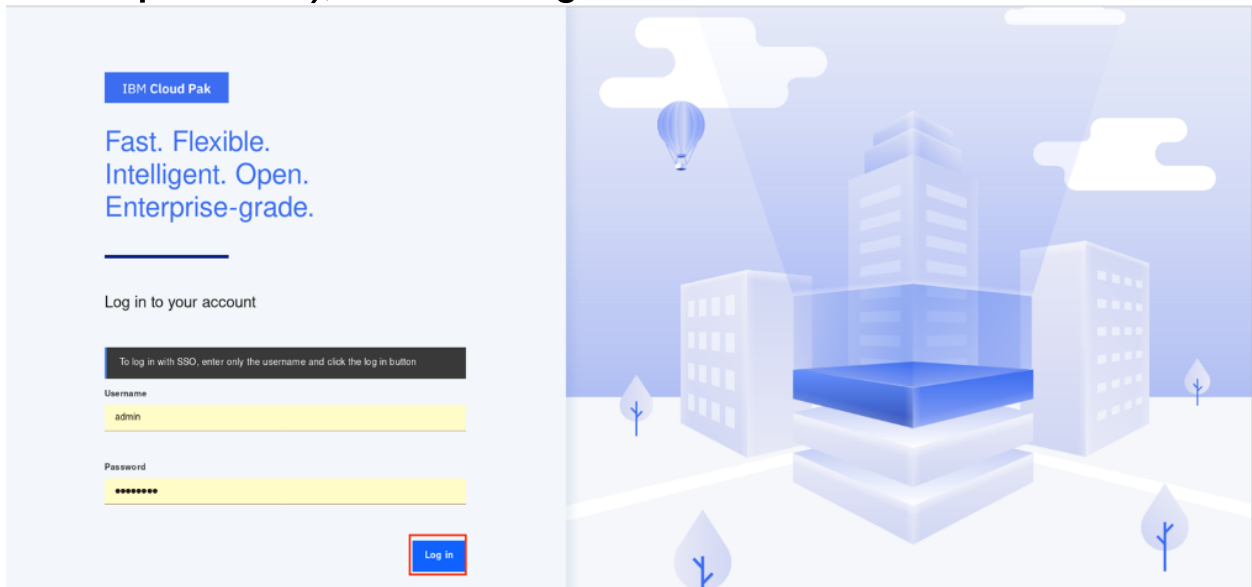 IBM Cloud Pak
Fast. Flexible.
Intelligent. Open.
Enterprise-grade.
Log in to your account
To log in with SSO, enter only the username and click the log in button
Username
admin
Password
••••••••
Log in